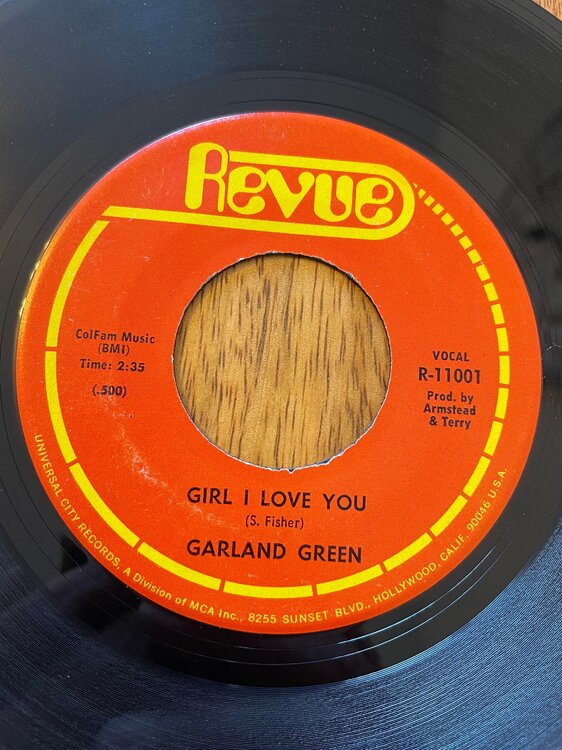 Revue
ColFam Music
(BMI)
Time: 2:35
(.500)
VOCAL
R-11001
Prod. by
Armstead
& Terry
GIRL I LOVE YOU
(S. Fisher)
GARLAND GREEN
UNIVERSAL CITY RECORDS, A Division of MCA Inc., 8255 SUNSET BLVD., HOLLYWOOD, CALIF. 90046 U.S.A.